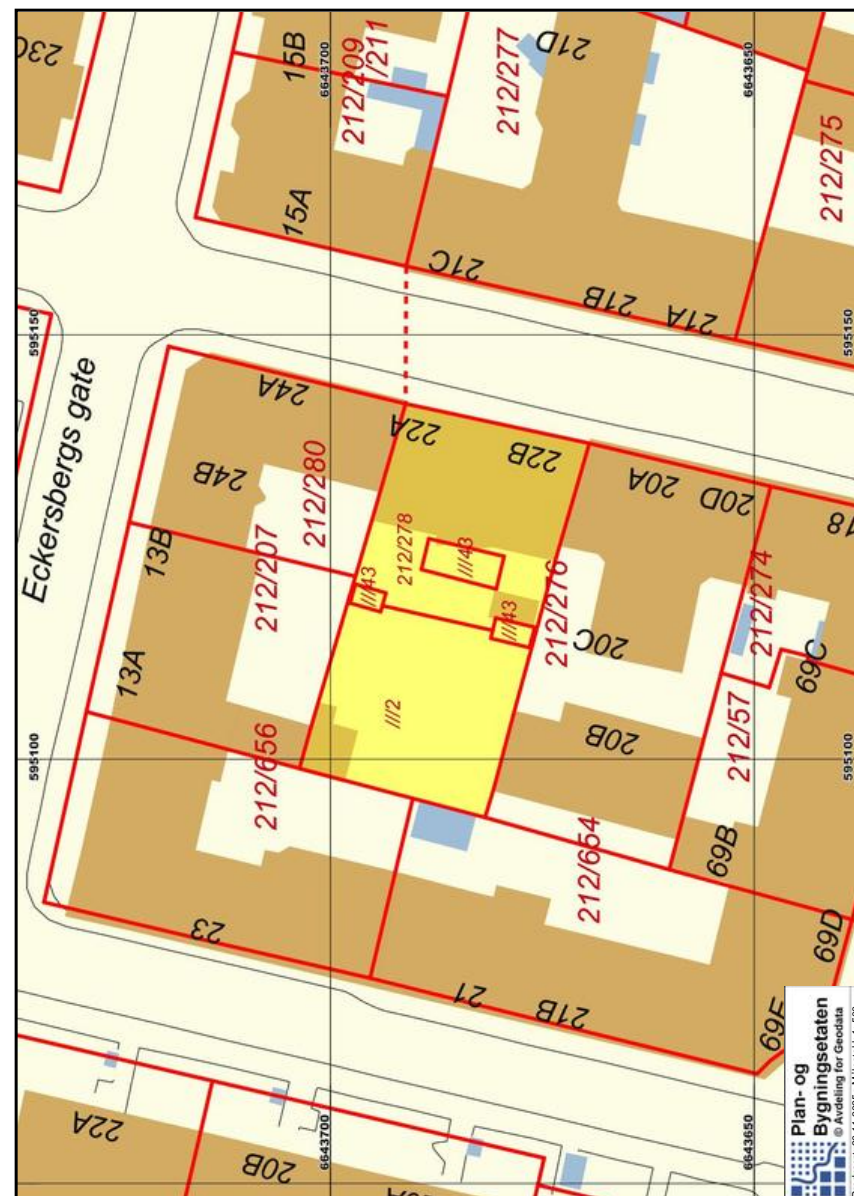 23C
15B
212/209
/211
6643700
212/277
21D
6643650
212/275
15A
21C
21B
21A
595150
595150
Eckersbergs gate
24A
22A
22B
20A
20D
18
24B
212/280
13B
212/207
212/278
///43
///43
///43
212/276
212/274
20C
69C
13A
///2
20B
212/57
595100
595100
212/656
212/654
69B
23
69D
21
21B
69E
Plan- og
Bygningsetaten
© Avdeling for Geodata
22A
20B
6643700
6643650